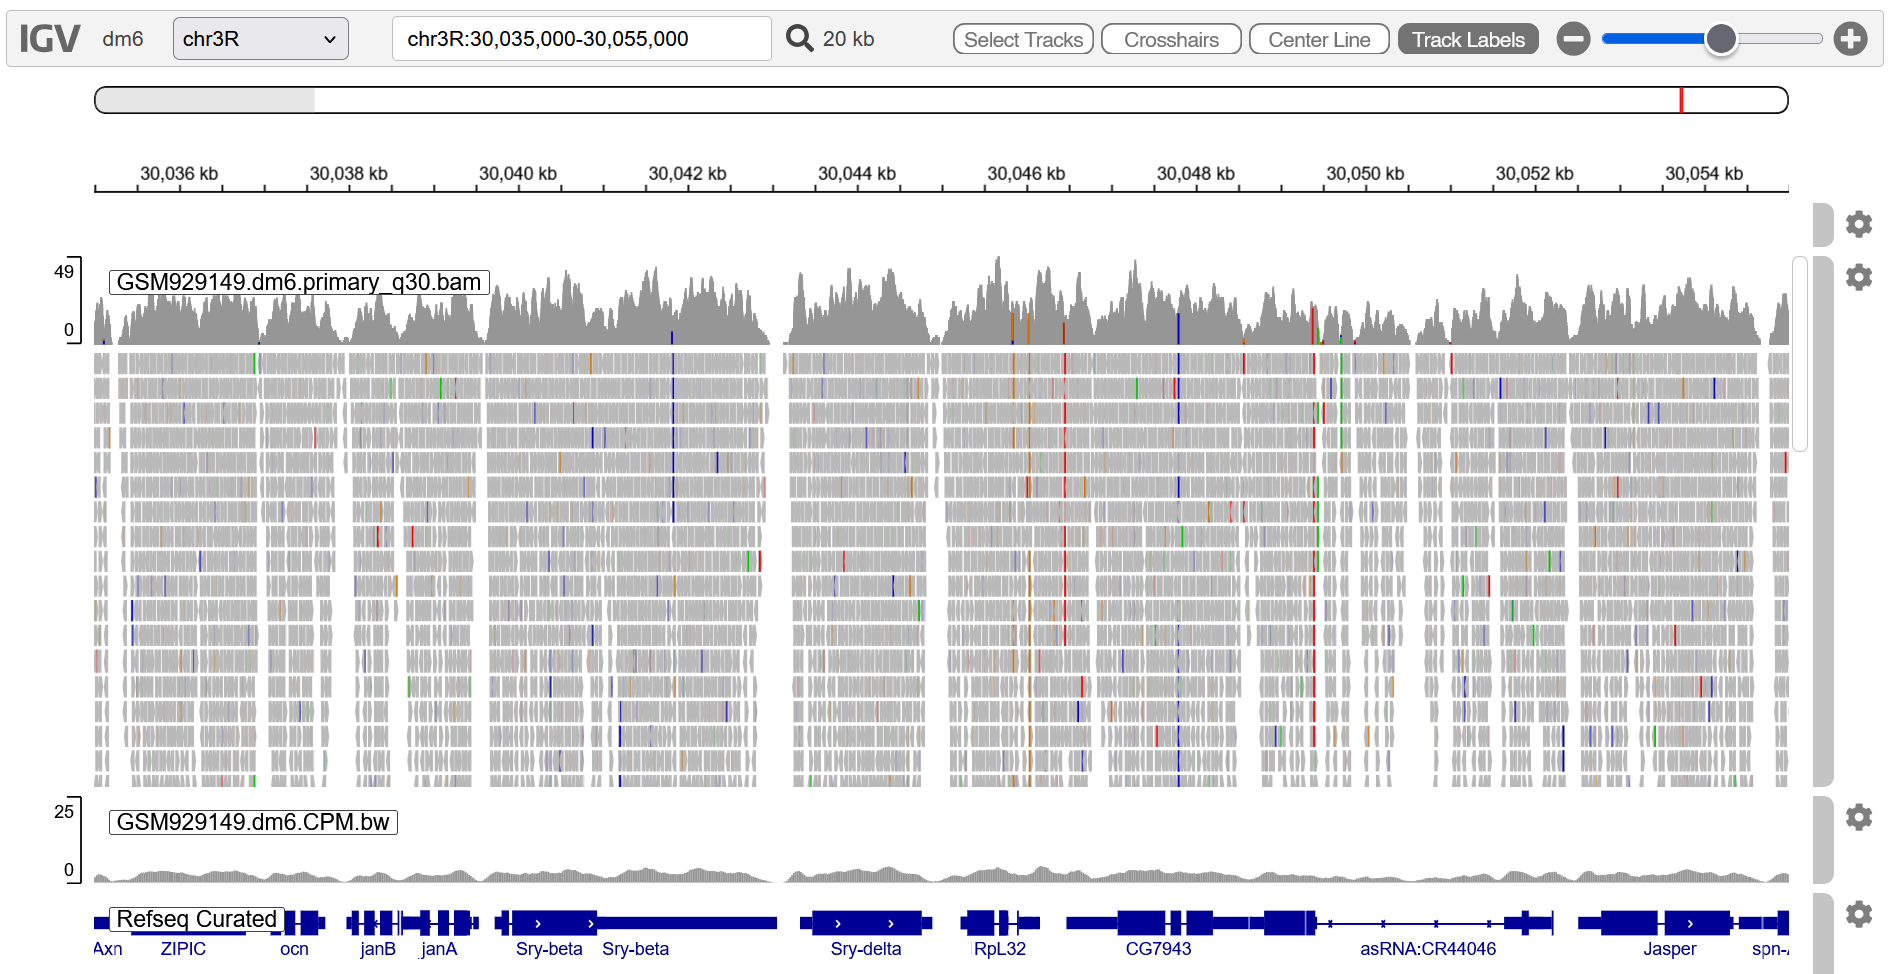 IGV dm6 chr3R chr3R:30,035,000-30,055,000 20 kb Select Tracks Crosshairs Center Line Track Labels
30,036 kb 30,038 kb 30,040 kb 30,042 kb 30,044 kb 30,046 kb 30,048 kb 30,050 kb 30,052 kb 30,054 kb
49
GSM929149.dm6.primary_q30.bam
0
25
GSM929149.dm6.CPM.bw
0
Refseq Curated
Axn ZIPIC ocn janB janA Sry-beta Sry-beta Sry-delta RpL32 CG7943 asRNA:CR44046 Jasper spn-